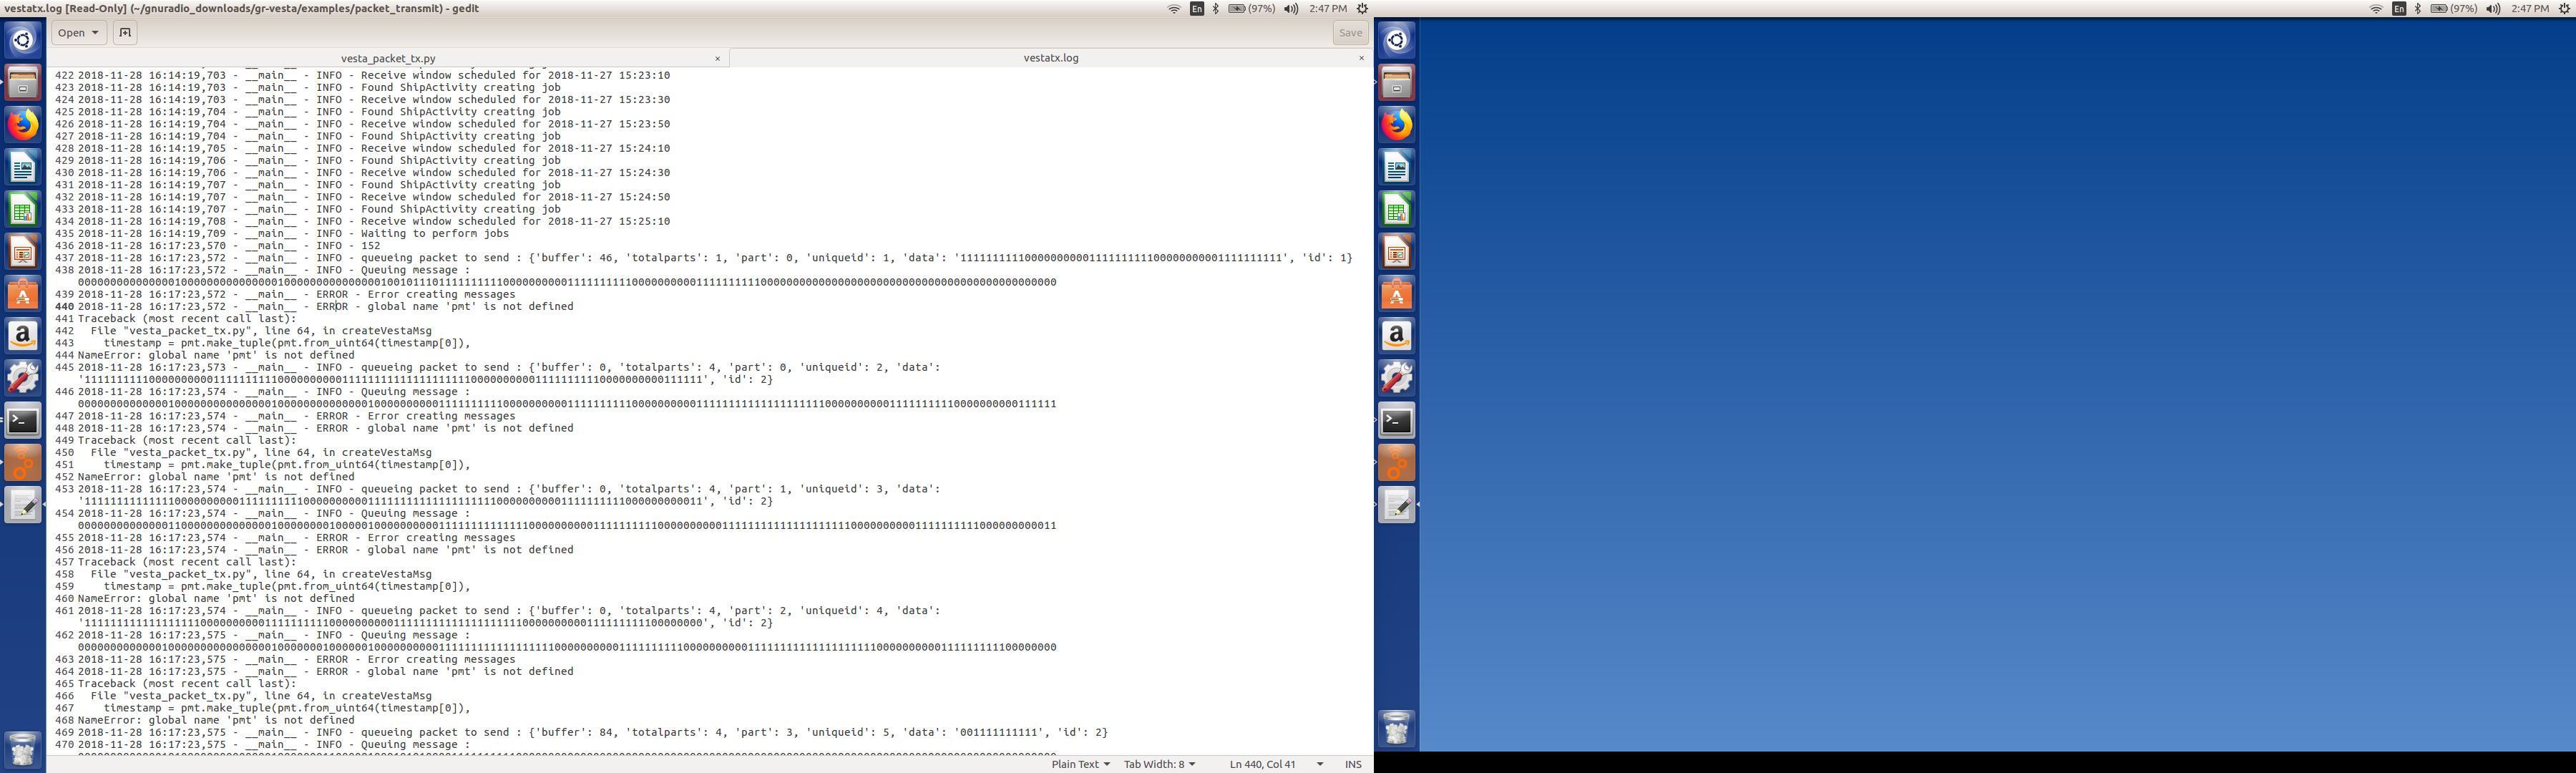 vestatx.log [Read-Only] (~/gnuradio_downloads/gr-vesta/examples/packet_transmit) - gedit
En (97%) 2:47 PM
En (97%) 2:47 PM
Open Save
vesta_packet_tx.py × vestatx.log ×
422 2018-11-28 16:14:19,703 - __main__ - INFO - Receive window scheduled for 2018-11-27 15:23:10
423 2018-11-28 16:14:19,703 - __main__ - INFO - Found ShipActivity creating job
424 2018-11-28 16:14:19,703 - __main__ - INFO - Receive window scheduled for 2018-11-27 15:23:30
425 2018-11-28 16:14:19,704 - __main__ - INFO - Found ShipActivity creating job
426 2018-11-28 16:14:19,704 - __main__ - INFO - Receive window scheduled for 2018-11-27 15:23:50
427 2018-11-28 16:14:19,704 - __main__ - INFO - Found ShipActivity creating job
428 2018-11-28 16:14:19,705 - __main__ - INFO - Receive window scheduled for 2018-11-27 15:24:10
429 2018-11-28 16:14:19,706 - __main__ - INFO - Found ShipActivity creating job
430 2018-11-28 16:14:19,706 - __main__ - INFO - Receive window scheduled for 2018-11-27 15:24:30
431 2018-11-28 16:14:19,707 - __main__ - INFO - Found ShipActivity creating job
432 2018-11-28 16:14:19,707 - __main__ - INFO - Receive window scheduled for 2018-11-27 15:24:50
433 2018-11-28 16:14:19,707 - __main__ - INFO - Found ShipActivity creating job
434 2018-11-28 16:14:19,708 - __main__ - INFO - Receive window scheduled for 2018-11-27 15:25:10
435 2018-11-28 16:14:19,709 - __main__ - INFO - Waiting to perform jobs
436 2018-11-28 16:17:23,570 - __main__ - INFO - 152
437 2018-11-28 16:17:23,572 - __main__ - INFO - queueing packet to send : {'buffer': 46, 'totalparts': 1, 'part': 0, 'uniqueid': 1, 'data': 'id': 1}
438 2018-11-28 16:17:23,572 - __main__ - INFO - Queuing message :
439 2018-11-28 16:17:23,572 - __main__ - ERROR - Error creating messages
440 2018-11-28 16:17:23,572 - __main__ - ERROR - global name 'pmt' is not defined
441 Traceback (most recent call last):
442 File "vesta_packet_tx.py", line 64, in createVestaMsg
443 timestamp = pmt.make_tuple(pmt.from_uint64(timestamp[0]),
444 NameError: global name 'pmt' is not defined
445 2018-11-28 16:17:23,573 - __main__ - INFO - queueing packet to send : {'buffer': 0, 'totalparts': 4, 'part': 0, 'uniqueid': 2, 'data':
'id': 2}
446 2018-11-28 16:17:23,574 - __main__ - INFO - Queuing message :
447 2018-11-28 16:17:23,574 - __main__ - ERROR - Error creating messages
448 2018-11-28 16:17:23,574 - __main__ - ERROR - global name 'pmt' is not defined
449 Traceback (most recent call last):
450 File "vesta_packet_tx.py", line 64, in createVestaMsg
451 timestamp = pmt.make_tuple(pmt.from_uint64(timestamp[0]),
452 NameError: global name 'pmt' is not defined
453 2018-11-28 16:17:23,574 - __main__ - INFO - queueing packet to send : {'buffer': 0, 'totalparts': 4, 'part': 1, 'uniqueid': 3, 'data':
'id': 2}
454 2018-11-28 16:17:23,574 - __main__ - INFO - Queuing message :
455 2018-11-28 16:17:23,574 - __main__ - ERROR - Error creating messages
456 2018-11-28 16:17:23,574 - __main__ - ERROR - global name 'pmt' is not defined
457 Traceback (most recent call last):
458 File "vesta_packet_tx.py", line 64, in createVestaMsg
459 timestamp = pmt.make_tuple(pmt.from_uint64(timestamp[0]),
460 NameError: global name 'pmt' is not defined
461 2018-11-28 16:17:23,574 - __main__ - INFO - queueing packet to send : {'buffer': 0, 'totalparts': 4, 'part': 2, 'uniqueid': 4, 'data':
'id': 2}
462 2018-11-28 16:17:23,575 - __main__ - INFO - Queuing message :
463 2018-11-28 16:17:23,575 - __main__ - ERROR - Error creating messages
464 2018-11-28 16:17:23,575 - __main__ - ERROR - global name 'pmt' is not defined
465 Traceback (most recent call last):
466 File "vesta_packet_tx.py", line 64, in createVestaMsg
467 timestamp = pmt.make_tuple(pmt.from_uint64(timestamp[0]),
468 NameError: global name 'pmt' is not defined
469 2018-11-28 16:17:23,575 - __main__ - INFO - queueing packet to send : {'buffer': 84, 'totalparts': 4, 'part': 3, 'uniqueid': 5, 'data': '001111111111', 'id': 2}
470 2018-11-28 16:17:23,575 - __main__ - INFO - Queuing message :
Plain Text Tab Width: 8 Ln 440, Col 41 INS